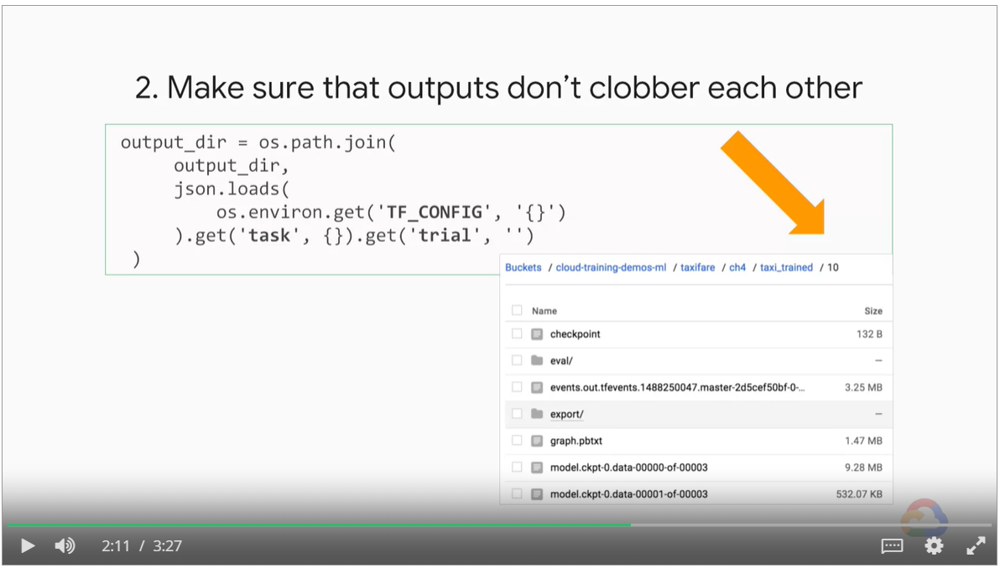 2. Make sure that outputs don’t clobber each other
output_dir = os.path.join(
output_dir,
json.loads(
os.environ.get('TF_CONFIG', '{}')
).get('task', {}).get('trial', '')
)
Buckets / cloud-training-demos-ml / taxifare / ch4 / taxi_trained / 10
Name Size
checkpoint 132 B
eval/ –
events.out.tfevents.1488250047.master-2d5cef50bf-0-... 3.25 MB
export/ –
graph.pbtxt 1.47 MB
model.ckpt-0.data-00000-of-00003 9.28 MB
model.ckpt-0.data-00001-of-00003 532.07 KB
2:11 / 3:27